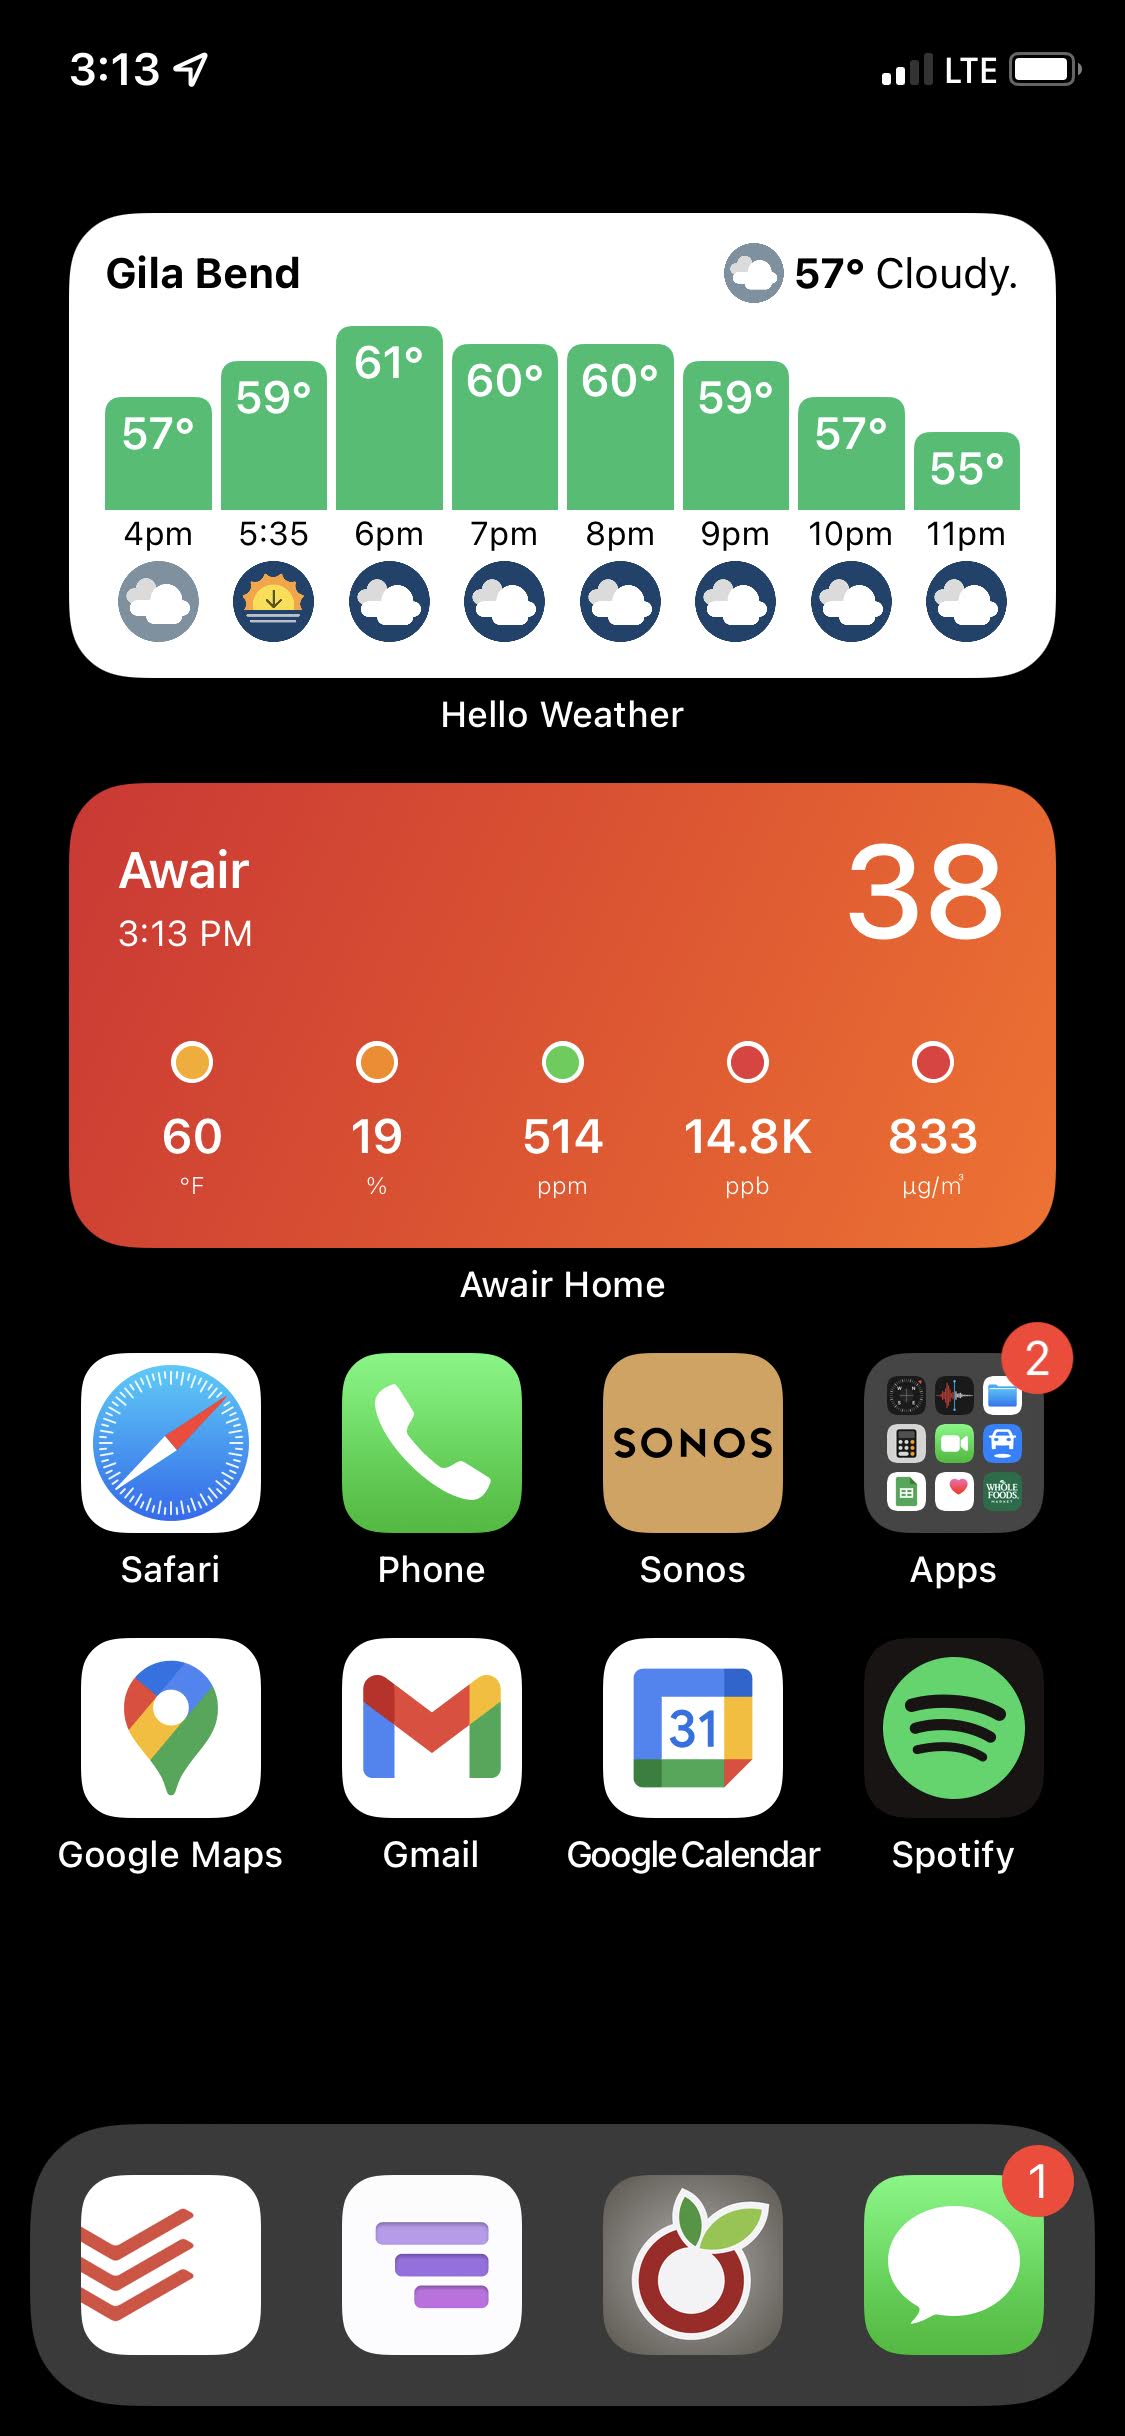 3:13 LTE
Gila Bend 57° Cloudy.
57° 59° 61° 60° 60° 59° 57° 55°
4pm 5:35 6pm 7pm 8pm 9pm 10pm 11pm
Hello Weather
Awair 38
3:13 PM
60 19 514 14.8K 833
°F % ppm ppb µg/m³
Awair Home
2
SONOS
WHOLE
FOODS
MARKET
Safari Phone Sonos Apps
31
Google Maps Gmail Google Calendar Spotify
1